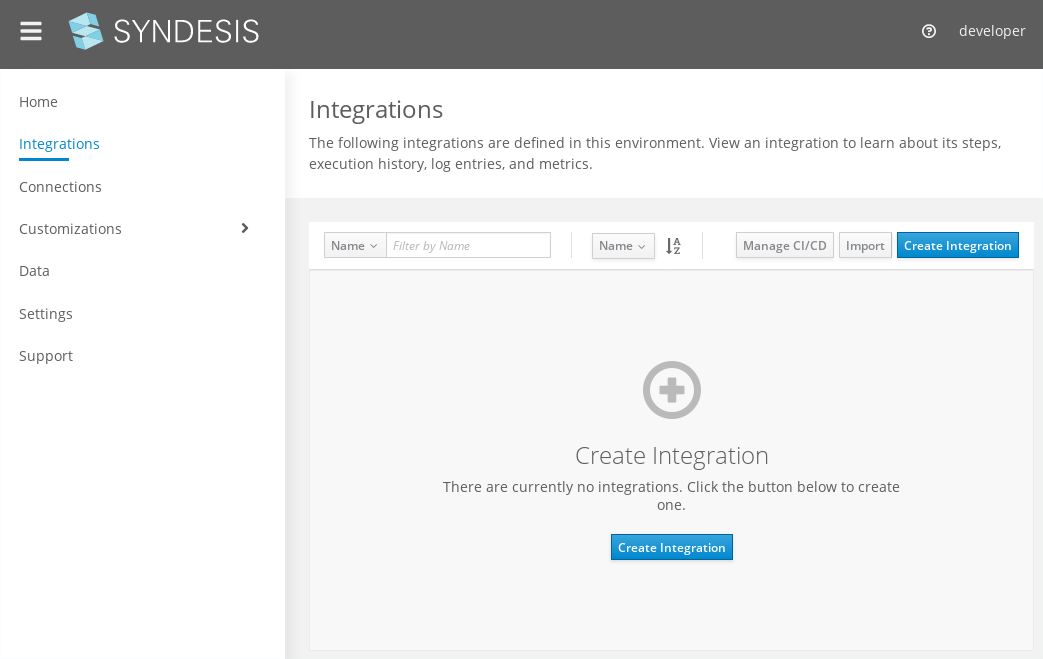 SYNDESIS
developer
Home
Integrations
Connections
Customizations
Data
Settings
Support
Integrations
The following integrations are defined in this environment. View an integration to learn about its steps,
execution history, log entries, and metrics.
Name Filter by Name Name A Z Manage CI/CD Import Create Integration
Create Integration
There are currently no integrations. Click the button below to create
one.
Create Integration